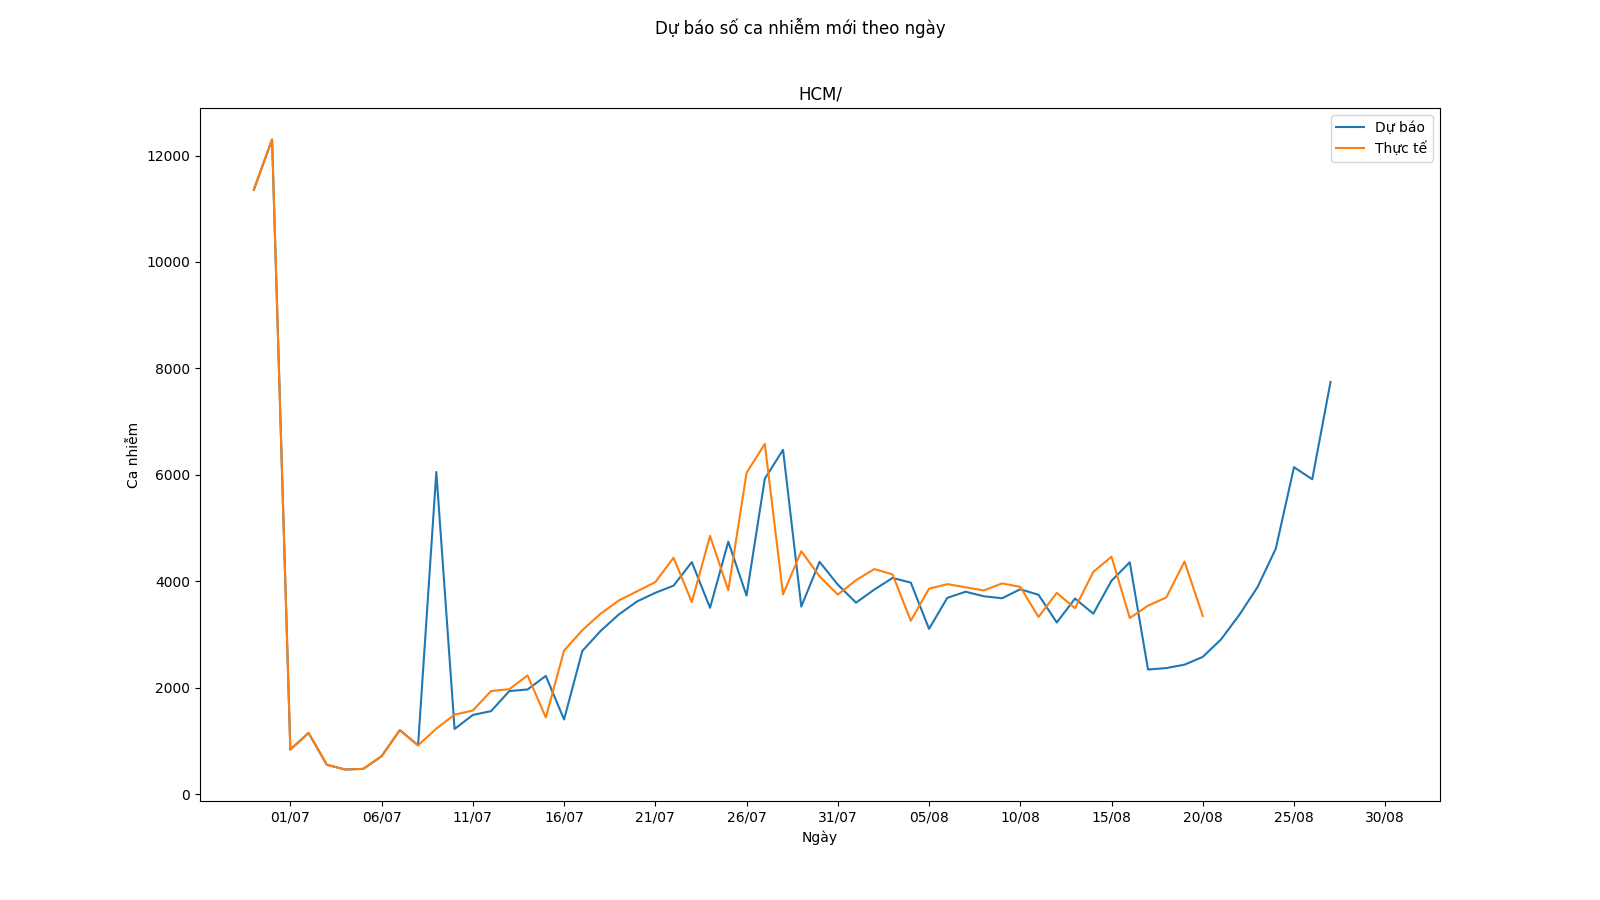 Dự báo số ca nhiễm mới theo ngày
HCM/
Dự báo
Thực tế
12000
10000
8000
6000
4000
2000
0
Ca nhiễm
01/07 06/07 11/07 16/07 21/07 26/07 31/07 05/08 10/08 15/08 20/08 25/08 30/08
Ngày